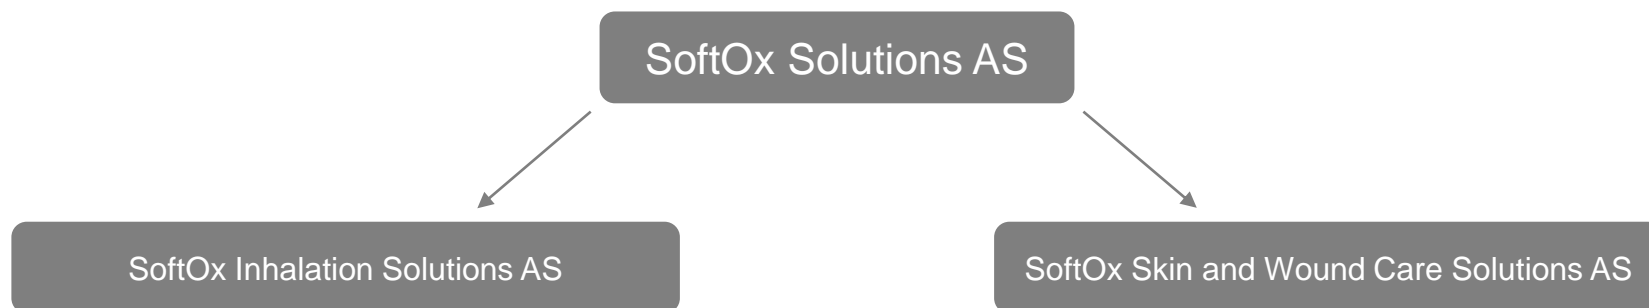 SoftOx Solutions AS
SoftOx Inhalation Solutions AS
SoftOx Skin and Wound Care Solutions AS